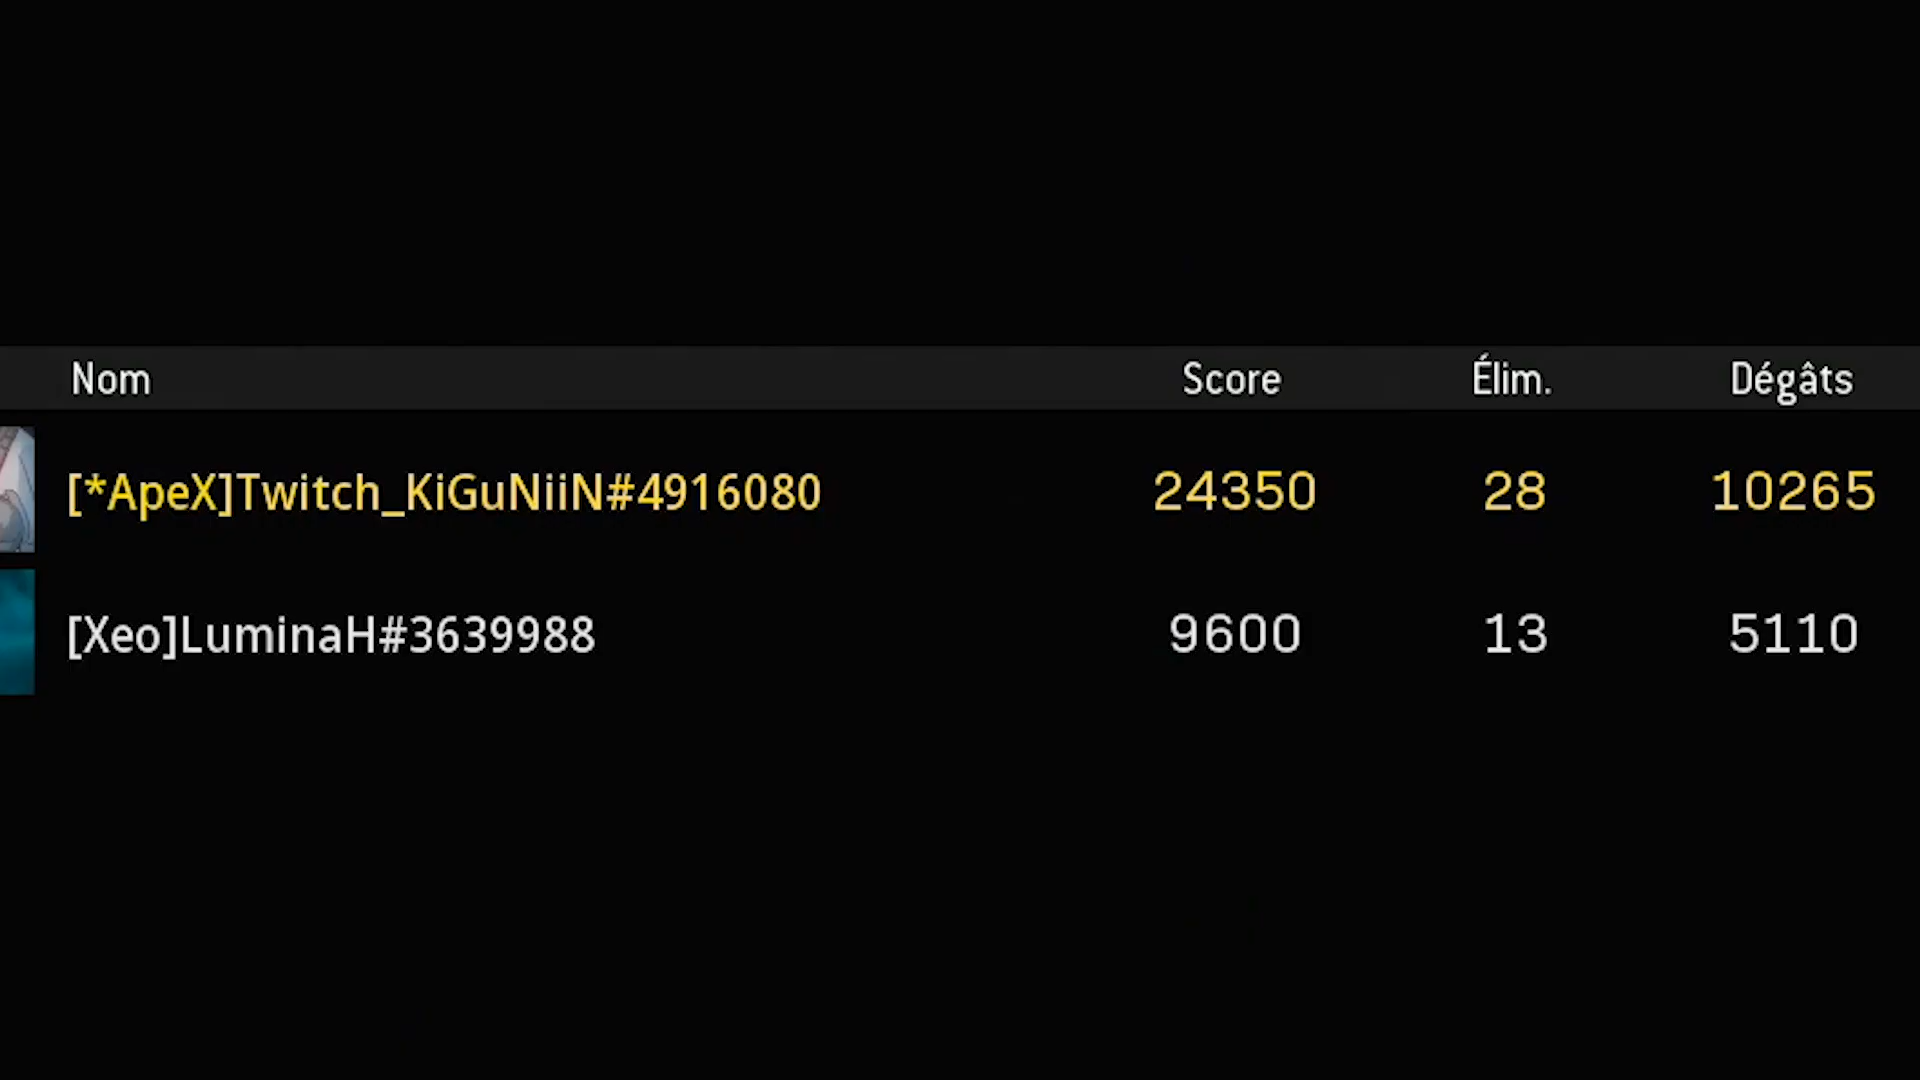 Nom Score Élim. Dégâts
[*ApeX]Twitch_KiGuNiiN#4916080 24350 28 10265
[Xeo]LuminaH#3639988 9600 13 5110